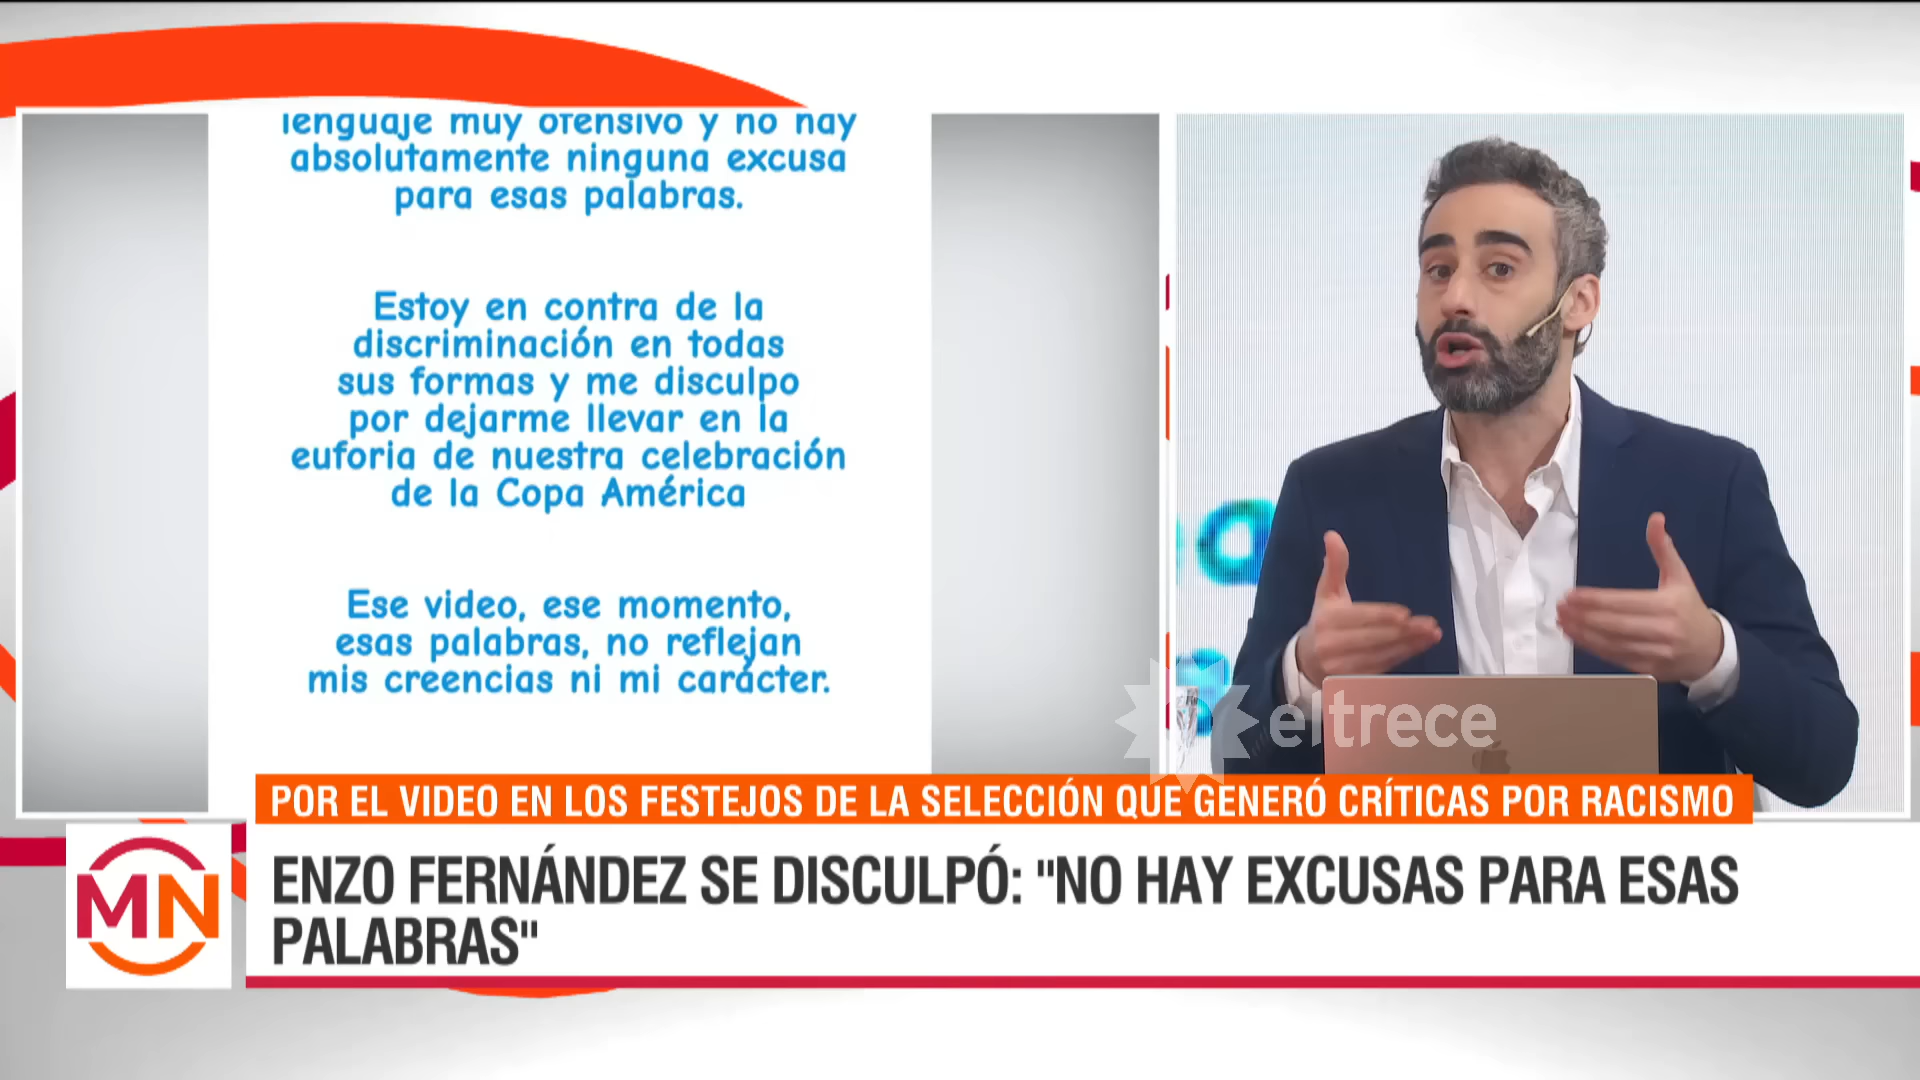 lenguaje muy ofensivo y no hay
absolutamente ninguna excusa
para esas palabras.
Estoy en contra de la
discriminación en todas
sus formas y me disculpo
por dejarme llevar en la
euforia de nuestra celebración
de la Copa América
Ese video, ese momento,
esas palabras, no reflejan
mis creencias ni mi carácter.
eltrece
POR EL VIDEO EN LOS FESTEJOS DE LA SELECCIÓN QUE GENERÓ CRÍTICAS POR RACISMO
MN
ENZO FERNÁNDEZ SE DISCULPÓ: "NO HAY EXCUSAS PARA ESAS
PALABRAS"